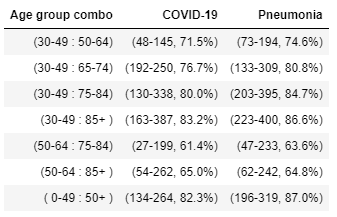 Age group combo COVID-19 Pneumonia
(30-49 : 50-64) (48-145, 71.5%) (73-194, 74.6%)
(30-49 : 65-74) (192-250, 76.7%) (133-309, 80.8%)
(30-49 : 75-84) (130-338, 80.0%) (203-395, 84.7%)
(30-49 : 85+ ) (163-387, 83.2%) (223-400, 86.6%)
(50-64 : 75-84) (27-199, 61.4%) (47-233, 63.6%)
(50-64 : 85+ ) (54-262, 65.0%) (62-242, 64.8%)
( 0-49 : 50+ ) (134-264, 82.3%) (196-319, 87.0%)